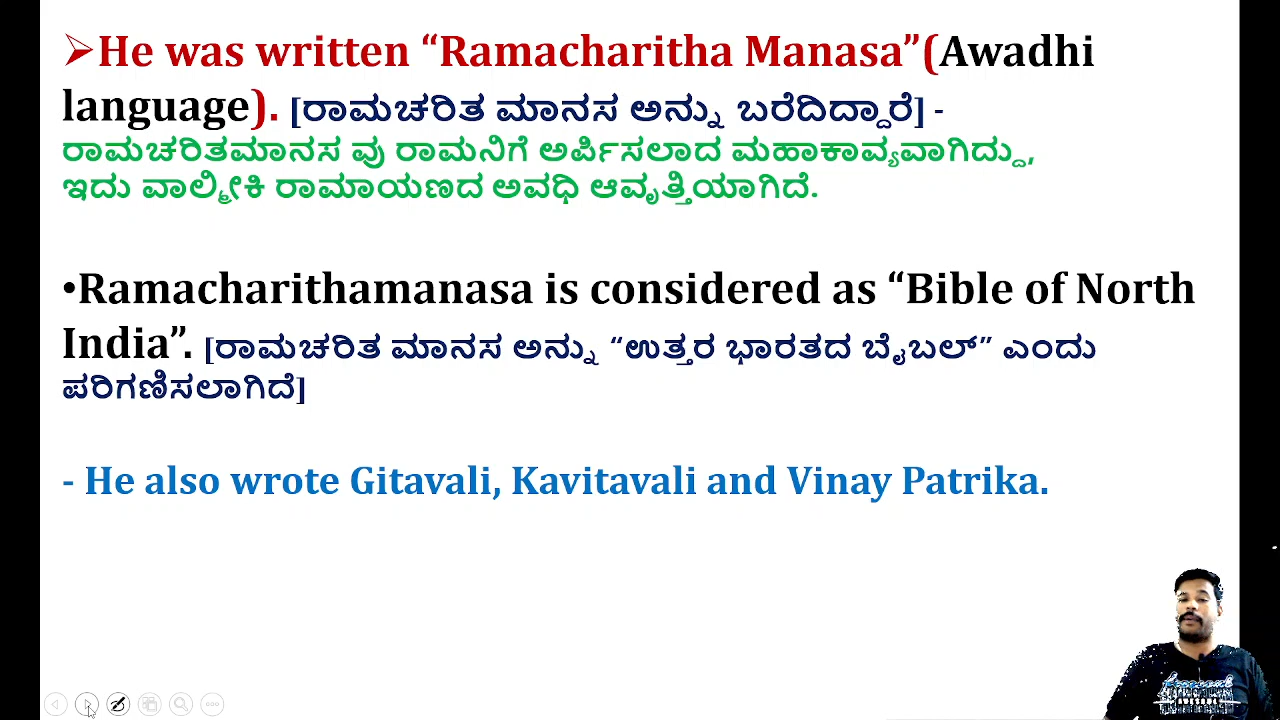 ➢He was written “Ramacharitha Manasa”(Awadhi
language). [ರಾಮಚರಿತ ಮಾನಸ ಅನ್ನು ಬರೆದಿದ್ದಾರೆ] -
ರಾಮಚರಿತಮಾನಸ ವು ರಾಮನಿಗೆ ಅರ್ಪಿಸಲಾದ ಮಹಾಕಾವ್ಯವಾಗಿದ್ದು,
ಇದು ವಾಲ್ಮೀಕಿ ರಾಮಾಯಣದ ಅವಧಿ ಆವೃತ್ತಿಯಾಗಿದೆ.
•Ramacharithamanasa is considered as “Bible of North
India”. [ರಾಮಚರಿತ ಮಾನಸ ಅನ್ನು “ಉತ್ತರ ಭಾರತದ ಬೈಬಲ್” ಎಂದು
ಪರಿಗಣಿಸಲಾಗಿದೆ]
- He also wrote Gitavali, Kavitavali and Vinay Patrika.